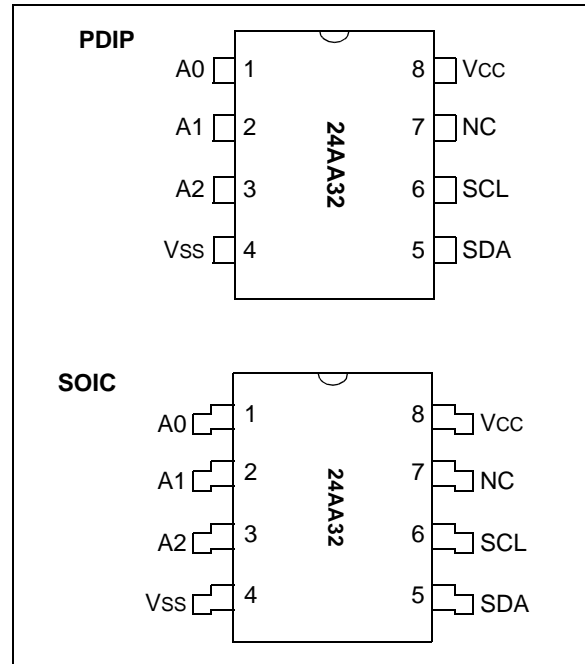 PDIP
A0 1 8 VCC
A1 2 7 NC
24AA32
A2 3 6 SCL
VSS 4 5 SDA
SOIC
A0 1 8 VCC
A1 2 7 NC
24AA32
A2 3 6 SCL
VSS 4 5 SDA